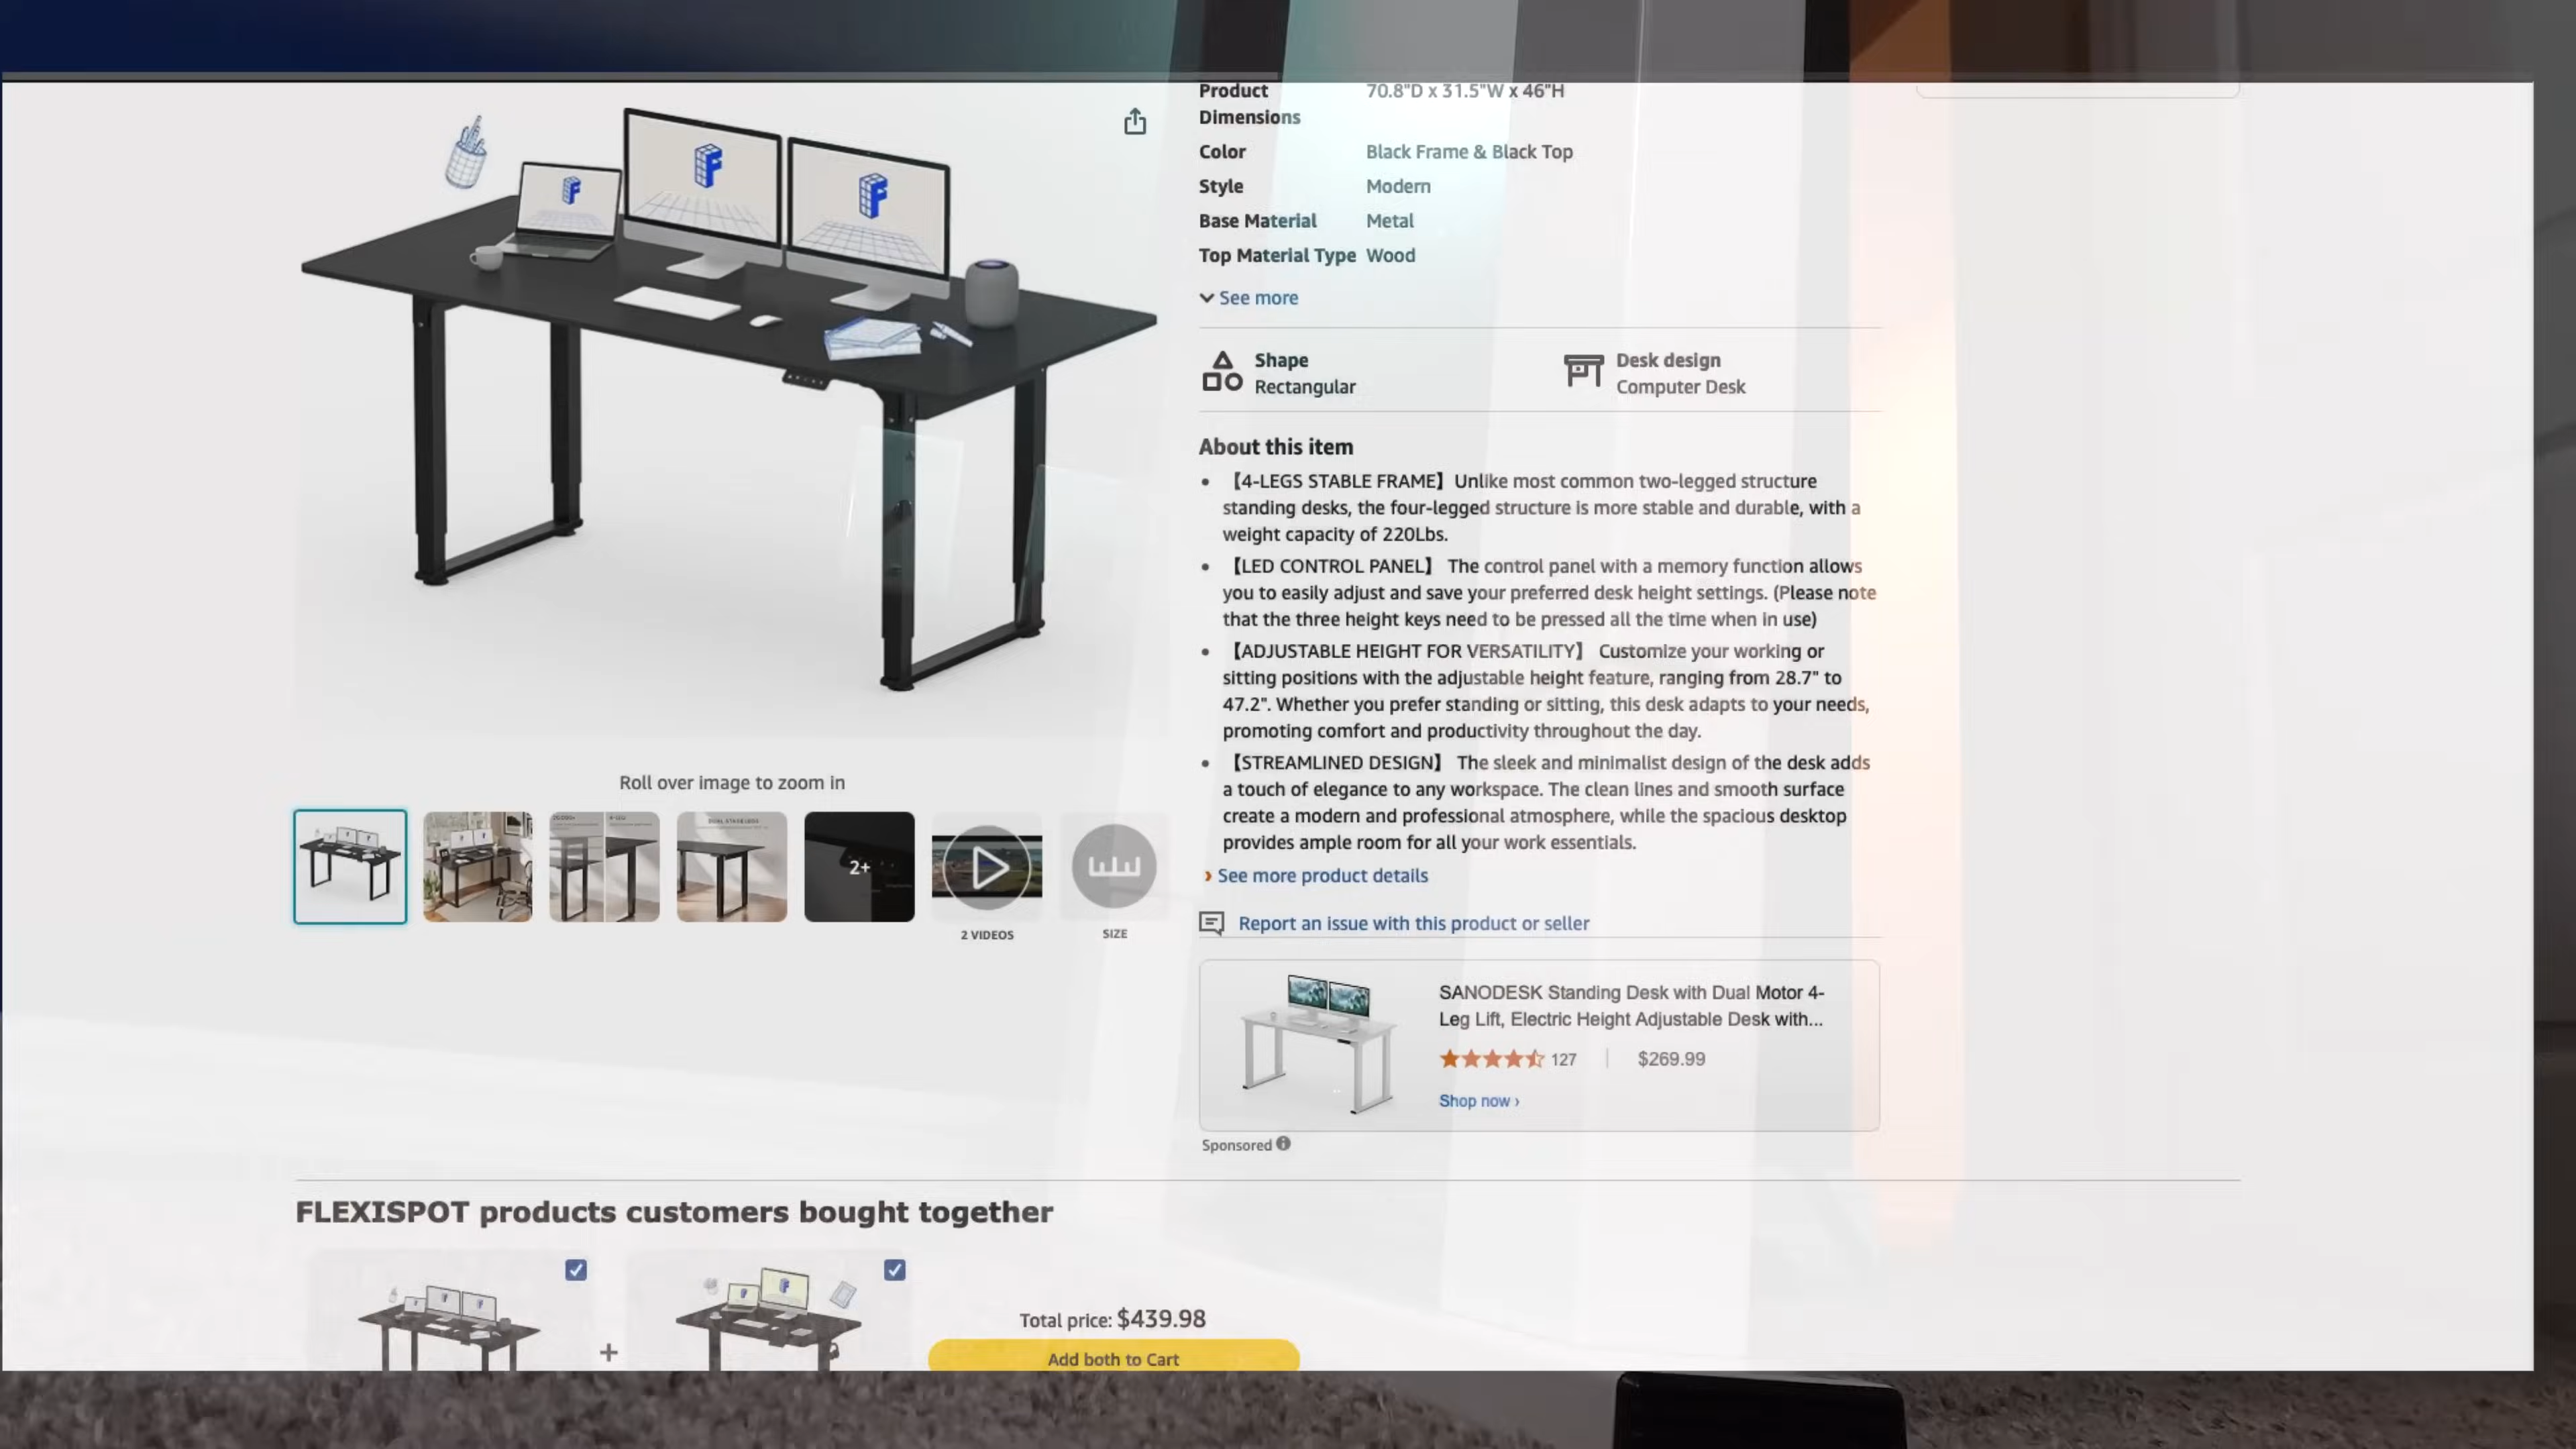 Product Dimensions 70.8"D x 31.5"W x 46"H
Color Black Frame & Black Top
Style Modern
Base Material Metal
Top Material Type Wood
See more
Shape
Rectangular
Desk design
Computer Desk
About this item
【4-LEGS STABLE FRAME】Unlike most common two-legged structure
standing desks, the four-legged structure is more stable and durable, with a
weight capacity of 220Lbs.
【LED CONTROL PANEL】 The control panel with a memory function allows
you to easily adjust and save your preferred desk height settings. (Please note
that the three height keys need to be pressed all the time when in use)
【ADJUSTABLE HEIGHT FOR VERSATILITY】 Customize your working or
sitting positions with the adjustable height feature, ranging from 28.7" to
47.2". Whether you prefer standing or sitting, this desk adapts to your needs,
promoting comfort and productivity throughout the day.
【STREAMLINED DESIGN】 The sleek and minimalist design of the desk adds
a touch of elegance to any workspace. The clean lines and smooth surface
create a modern and professional atmosphere, while the spacious desktop
provides ample room for all your work essentials.
› See more product details
Report an issue with this product or seller
Roll over image to zoom in
2+
2 VIDEOS
SIZE
SANODESK Standing Desk with Dual Motor 4-
Leg Lift, Electric Height Adjustable Desk with...
127 | $269.99
Shop now ›
Sponsored
FLEXISPOT products customers bought together
+
Total price: $439.98
Add both to Cart